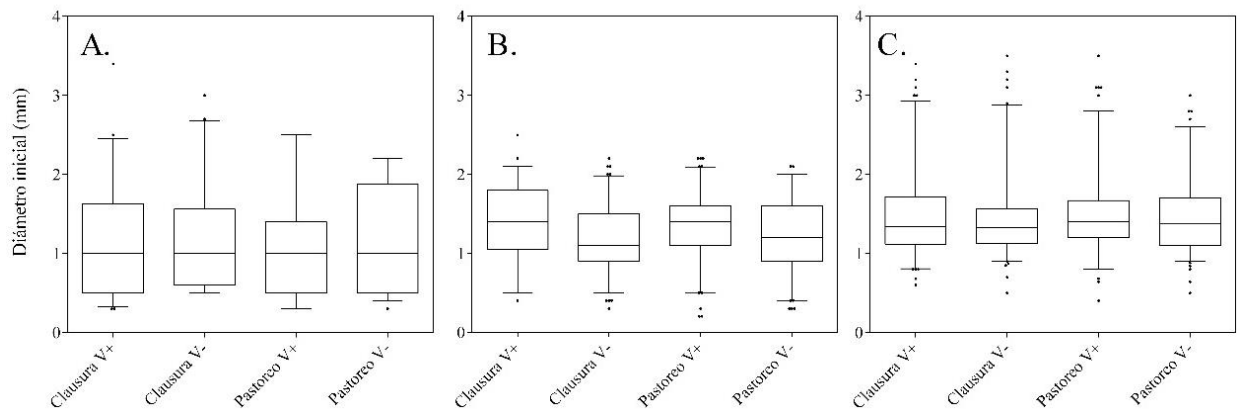 A.
B.
C.
Diámetro inicial (mm)
4
3
2
1
0
4
3
2
1
0
4
3
2
1
0
Clausura V+
Clausura V-
Pastoreo V+
Pastoreo V-
Clausura V+
Clausura V-
Pastoreo V+
Pastoreo V-
Clausura V+
Clausura V-
Pastoreo V+
Pastoreo V-